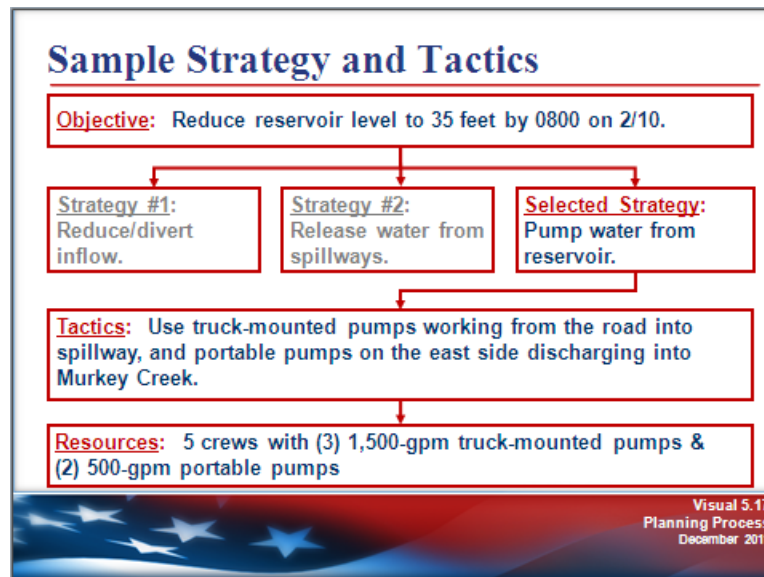 Sample Strategy and Tactics
Objective: Reduce reservoir level to 35 feet by 0800 on 2/10.
Strategy #1:
Reduce/divert
inflow.
Strategy #2:
Release water from
spillways.
Selected Strategy:
Pump water from
reservoir.
Tactics: Use truck-mounted pumps working from the road into
spillway, and portable pumps on the east side discharging into
Murkey Creek.
Resources: 5 crews with (3) 1,500-gpm truck-mounted pumps &
(2) 500-gpm portable pumps
Visual 5.17
Planning Process
December 201